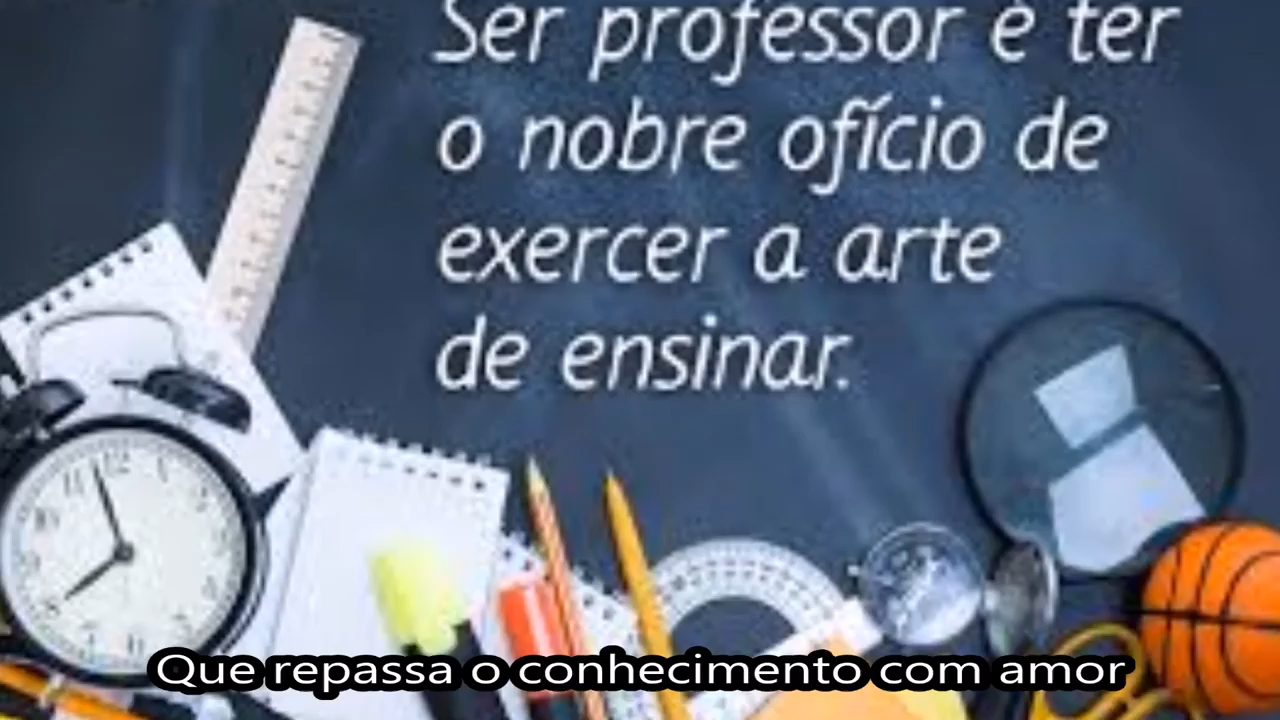 Ser professor é ter
o nobre ofício de
exercer a arte
de ensinar.
Que repassa o conhecimento com amor